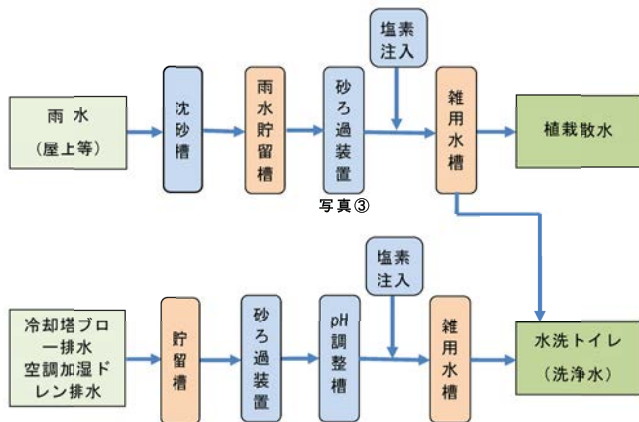 塩素
注入
雨 水
(屋上等)
沈砂槽
雨水貯留槽
砂ろ過装置
雑用水槽
植栽散水
写真③
塩素
注入
冷却塔ブロ
ー排水
空調加湿ド
レン排水
貯留槽
砂ろ過装置
pH調整槽
雑用水槽
水洗トイレ
(洗浄水)